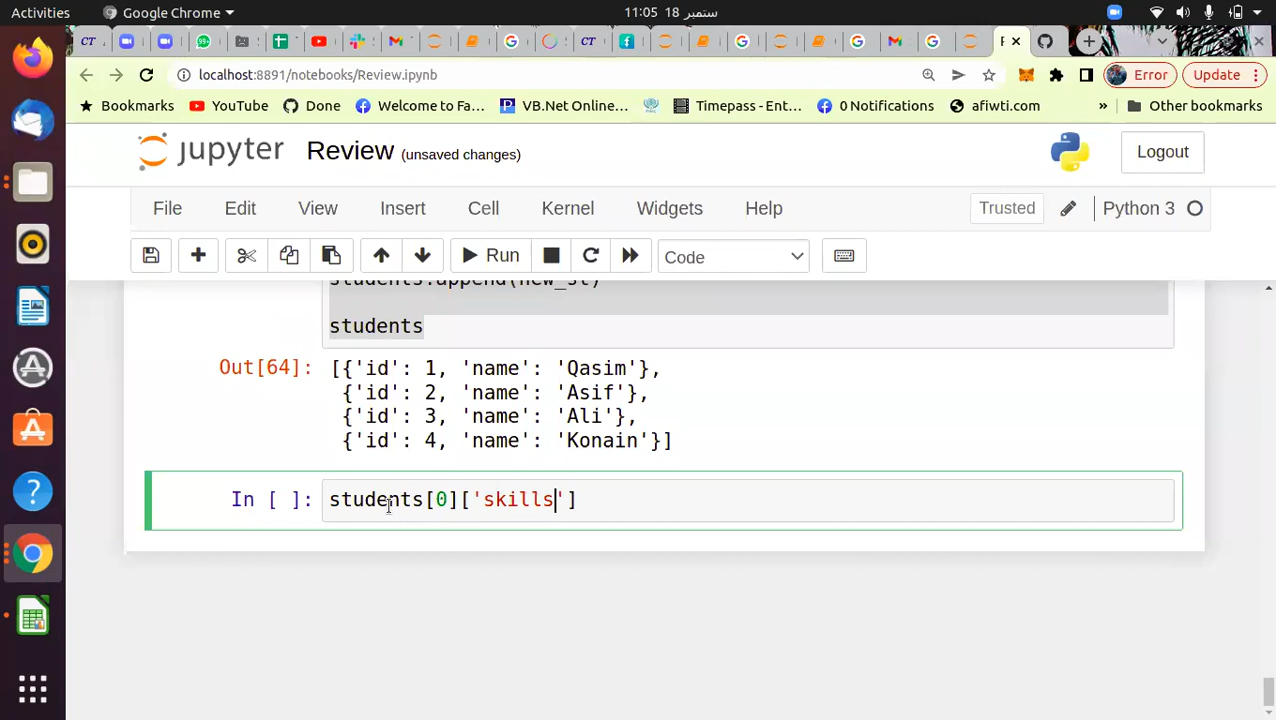 Activities Google Chrome 11:05 18 ستمبر
localhost:8891/notebooks/Review.ipynb Error Update
Bookmarks YouTube Done Welcome to Fa... VB.Net Online... Timepass - Ent... 0 Notifications afiwti.com » Other bookmarks
jupyter Review (unsaved changes) Logout
File Edit View Insert Cell Kernel Widgets Help Trusted Python 3
Run Code
students.append(new_st)
students
Out[64]: [{'id': 1, 'name': 'Qasim'},
{'id': 2, 'name': 'Asif'},
{'id': 3, 'name': 'Ali'},
{'id': 4, 'name': 'Konain'}]
In [ ]: students[0]['skills']